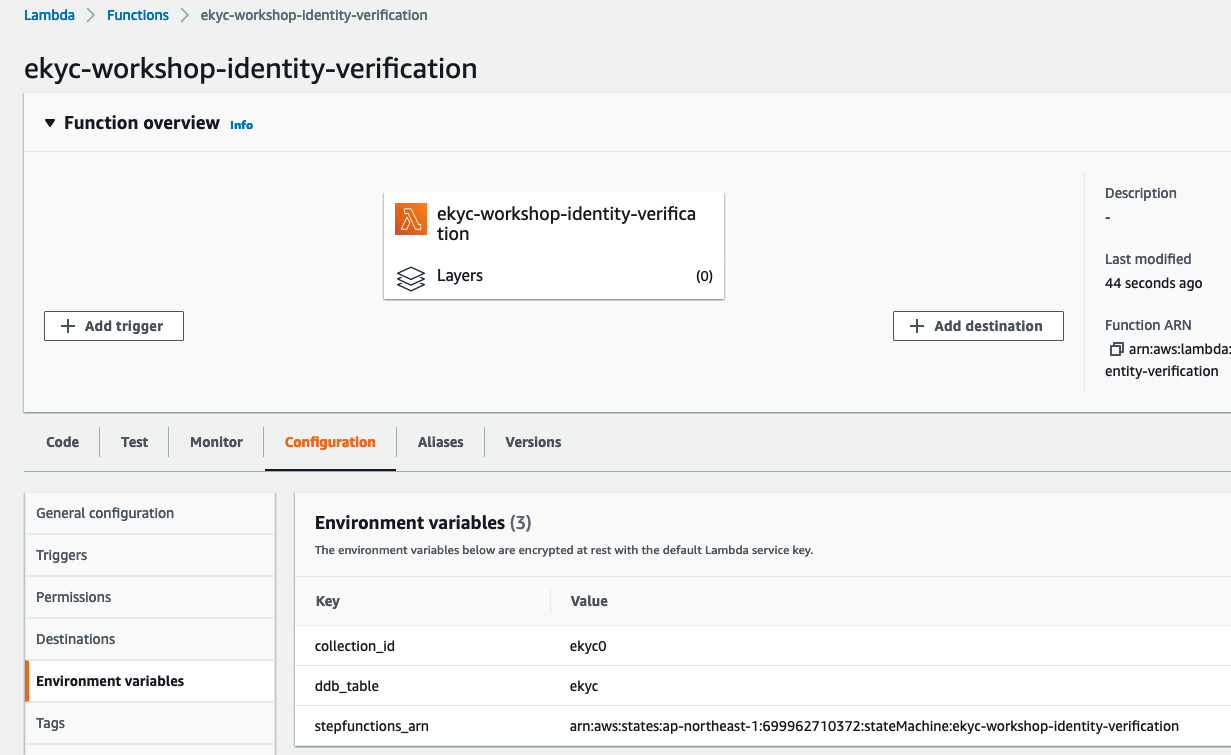 Lambda > Functions > ekyc-workshop-identity-verification
ekyc-workshop-identity-verification
Function overview Info
ekyc-workshop-identity-verifica
tion
Layers (0)
+ Add trigger
+ Add destination
Description
-
Last modified
44 seconds ago
Function ARN
arn:aws:lambda:
entity-verification
Code Test Monitor Configuration Aliases Versions
General configuration
Triggers
Permissions
Destinations
Environment variables
Tags
Environment variables (3)
The environment variables below are encrypted at rest with the default Lambda service key.
Key Value
collection_id ekyc0
ddb_table ekyc
stepfunctions_arn arn:aws:states:ap-northeast-1:699962710372:stateMachine:ekyc-workshop-identity-verification